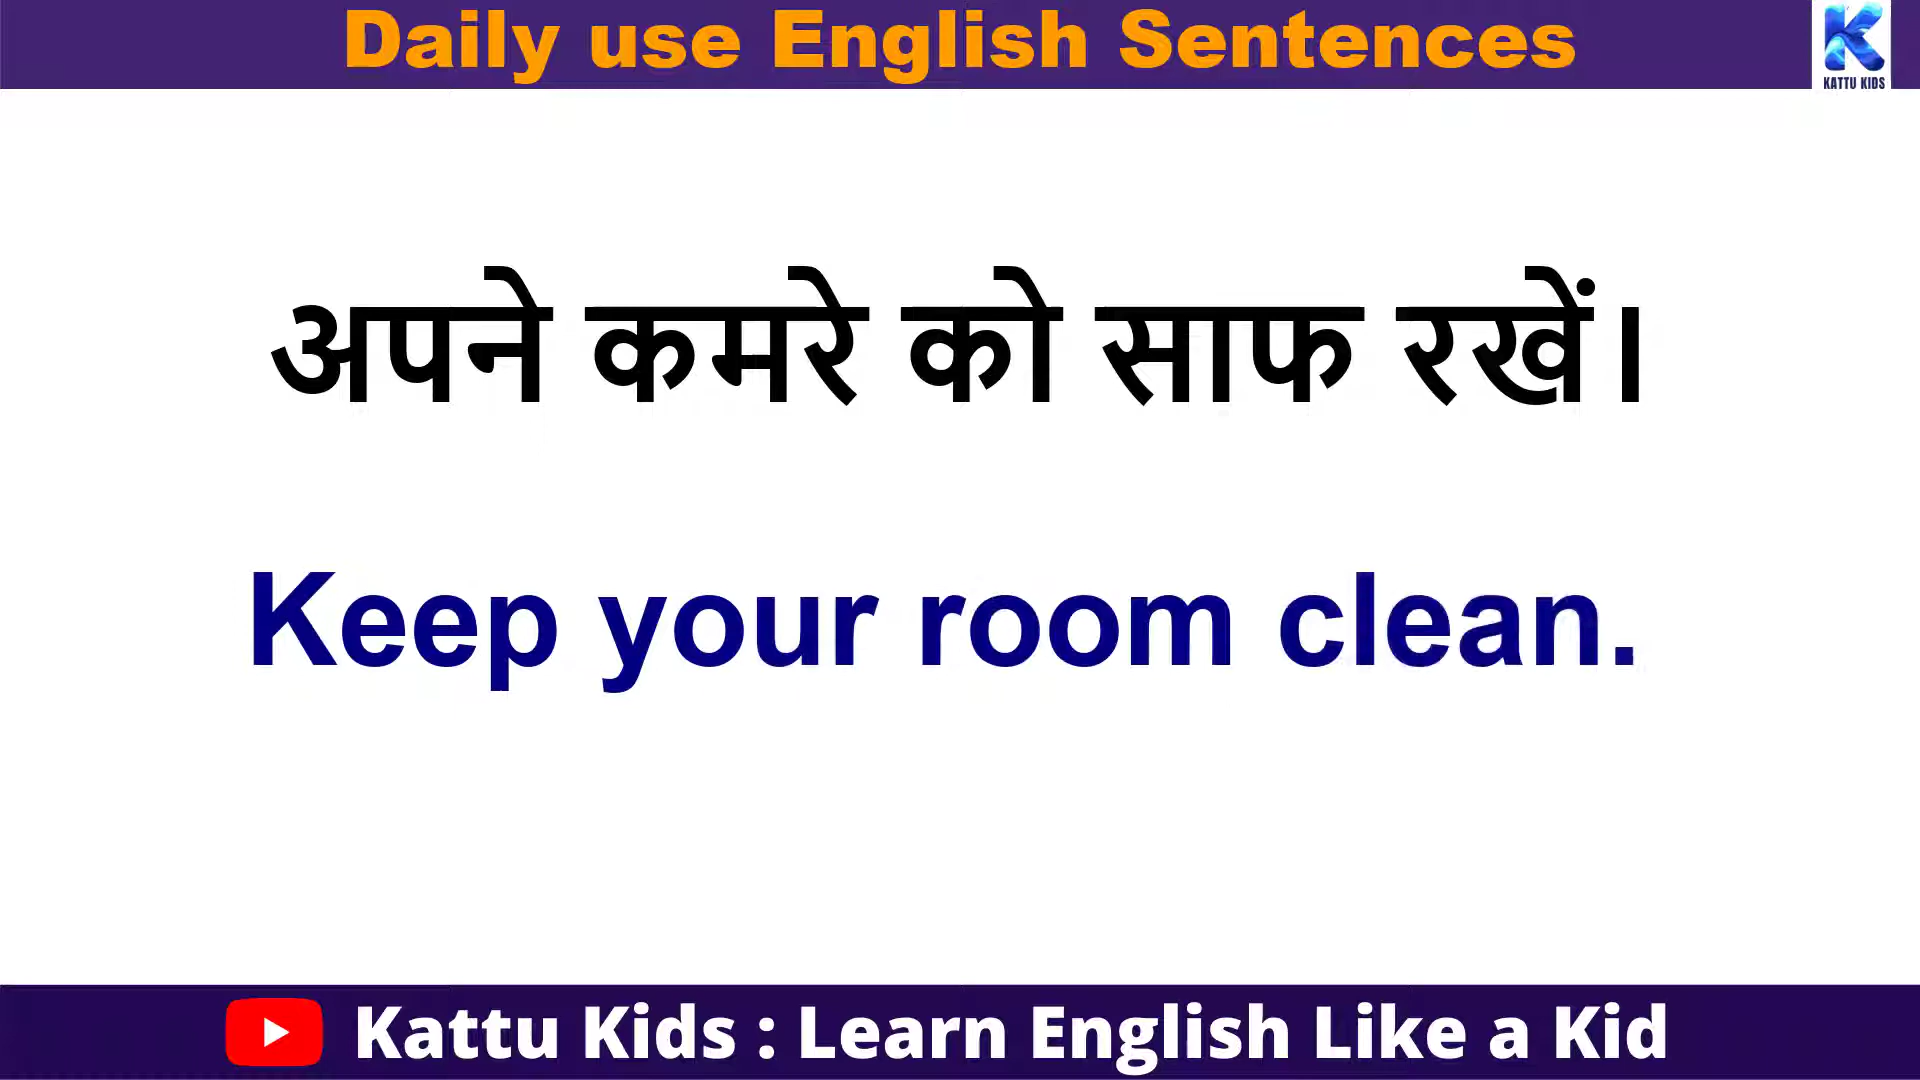 Daily use English Sentences
KATTU KIDS
अपने कमरे को साफ रखें।
Keep your room clean.
Kattu Kids : Learn English Like a Kid